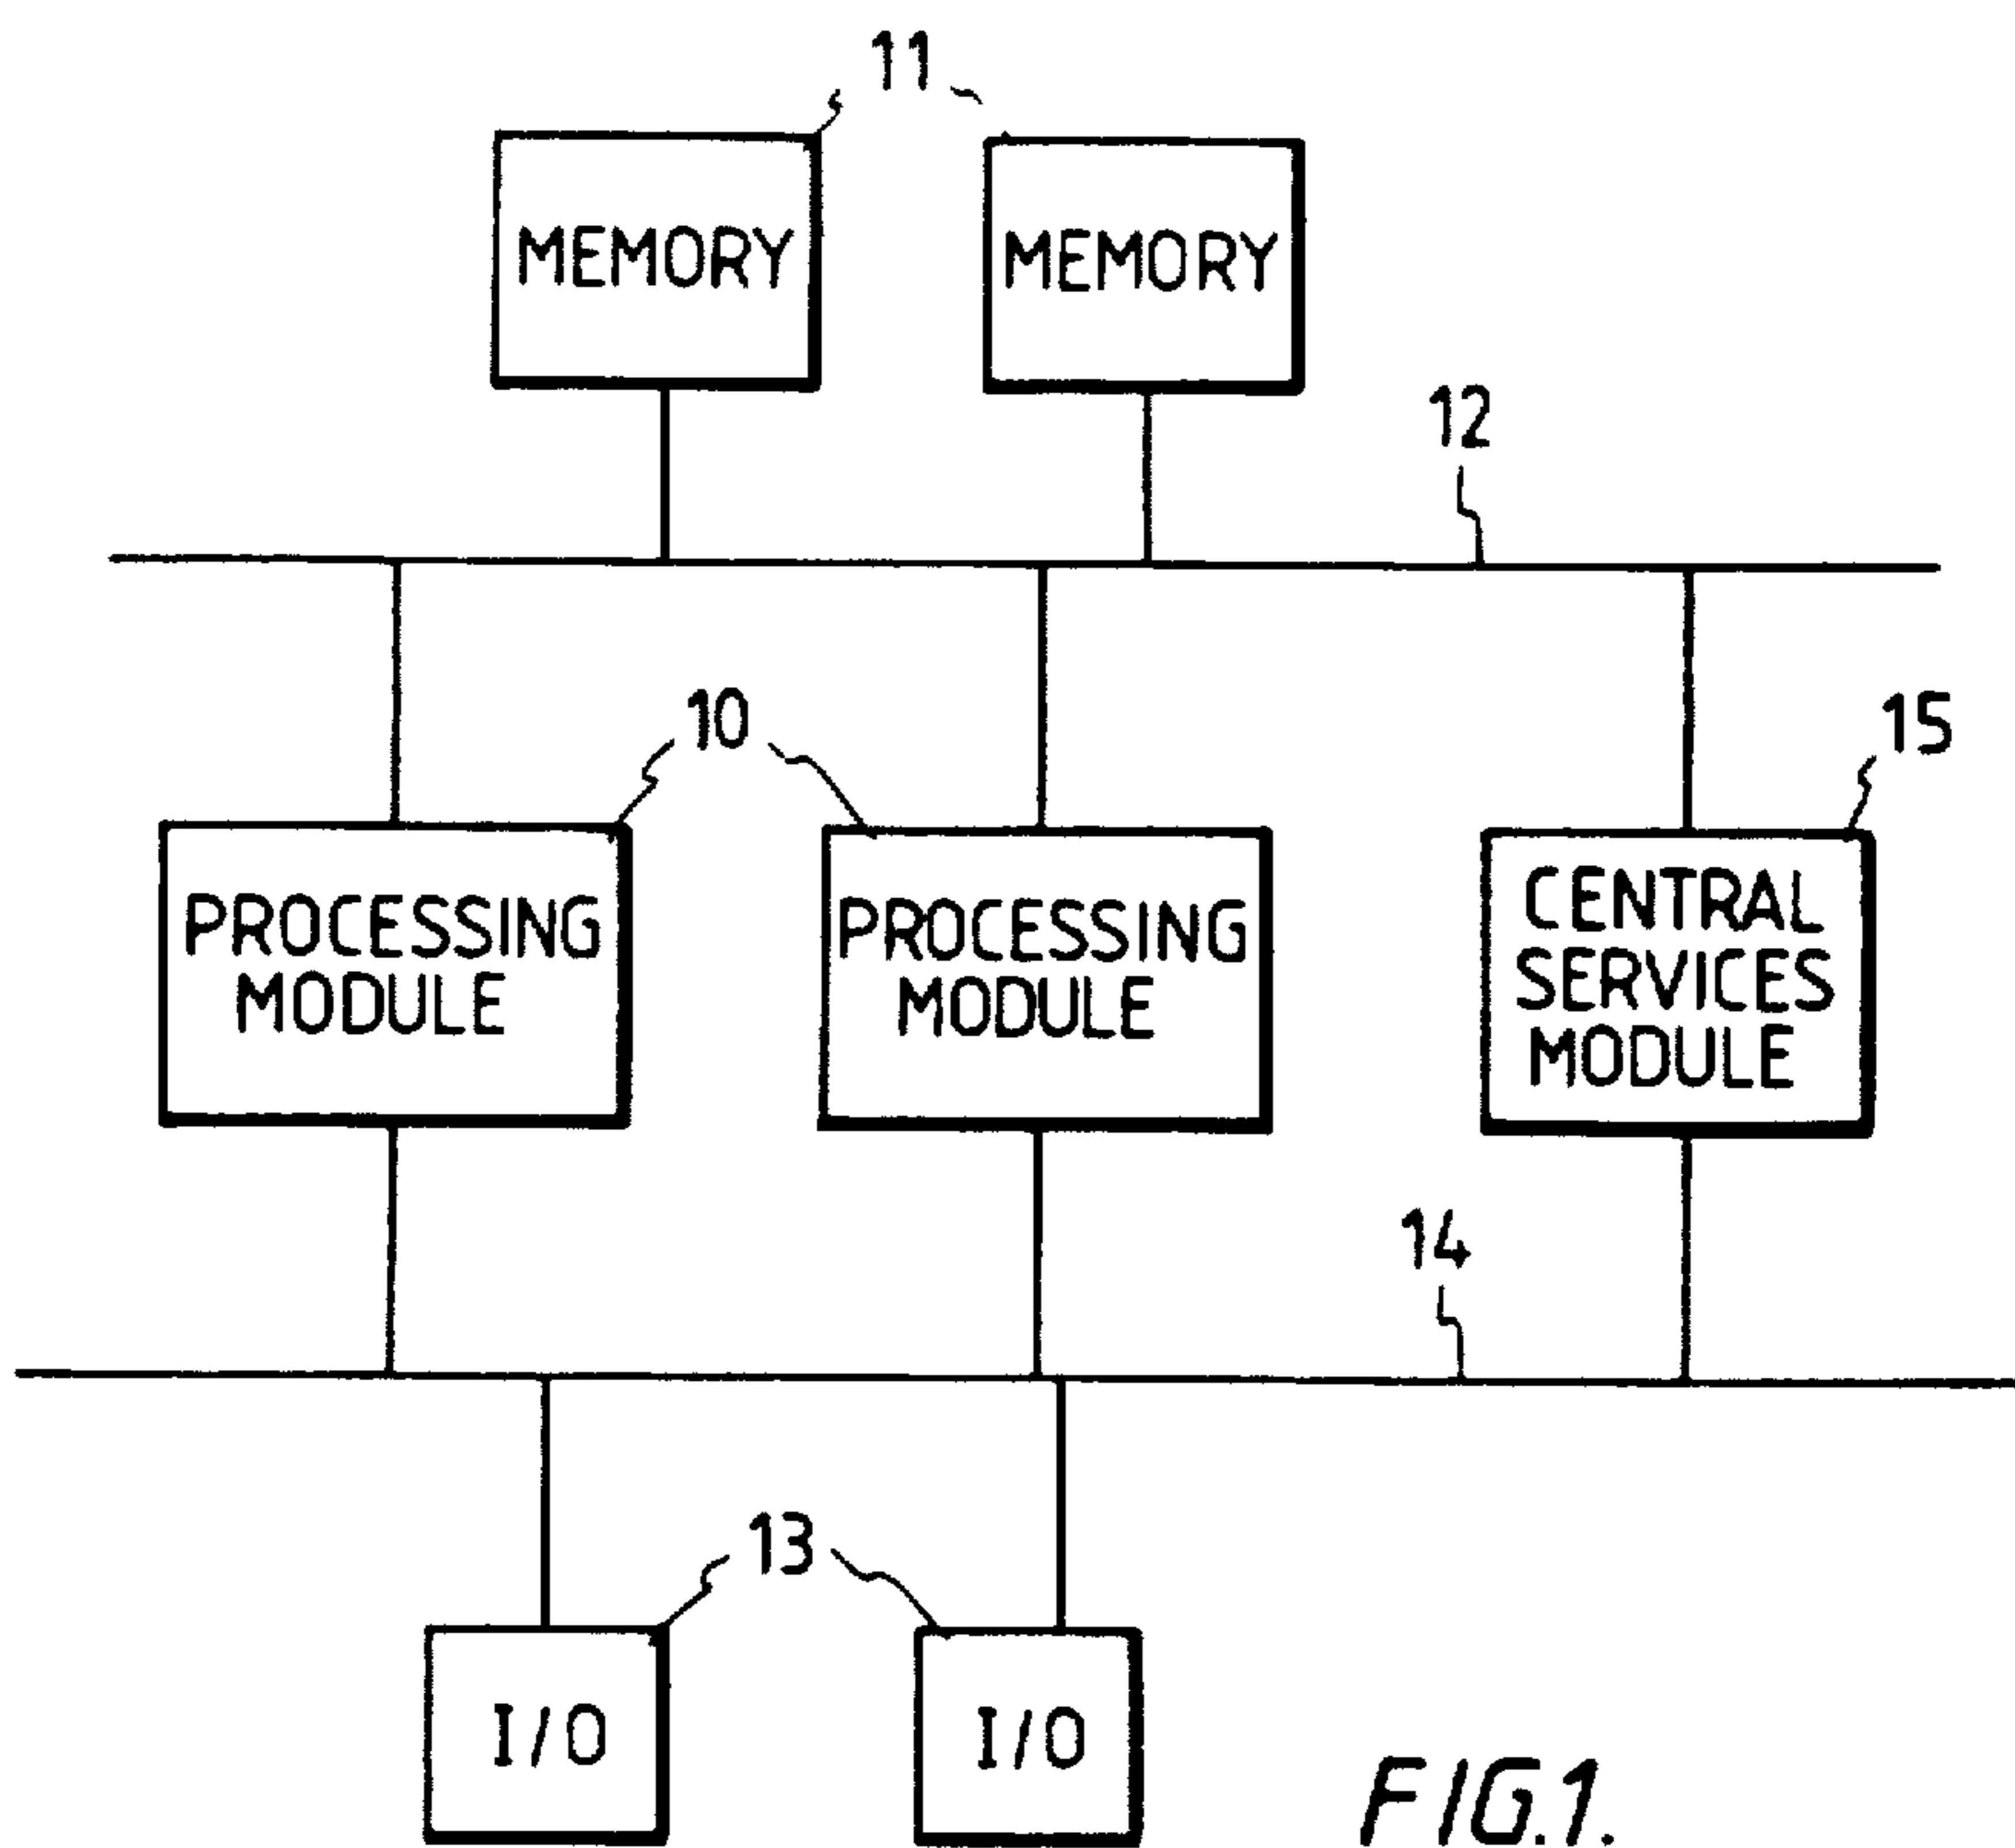 11
MEMORY
MEMORY
12
10
15
PROCESSING
MODULE
PROCESSING
MODULE
CENTRAL
SERVICES
MODULE
14
13
I/O
I/O
FIG.1.